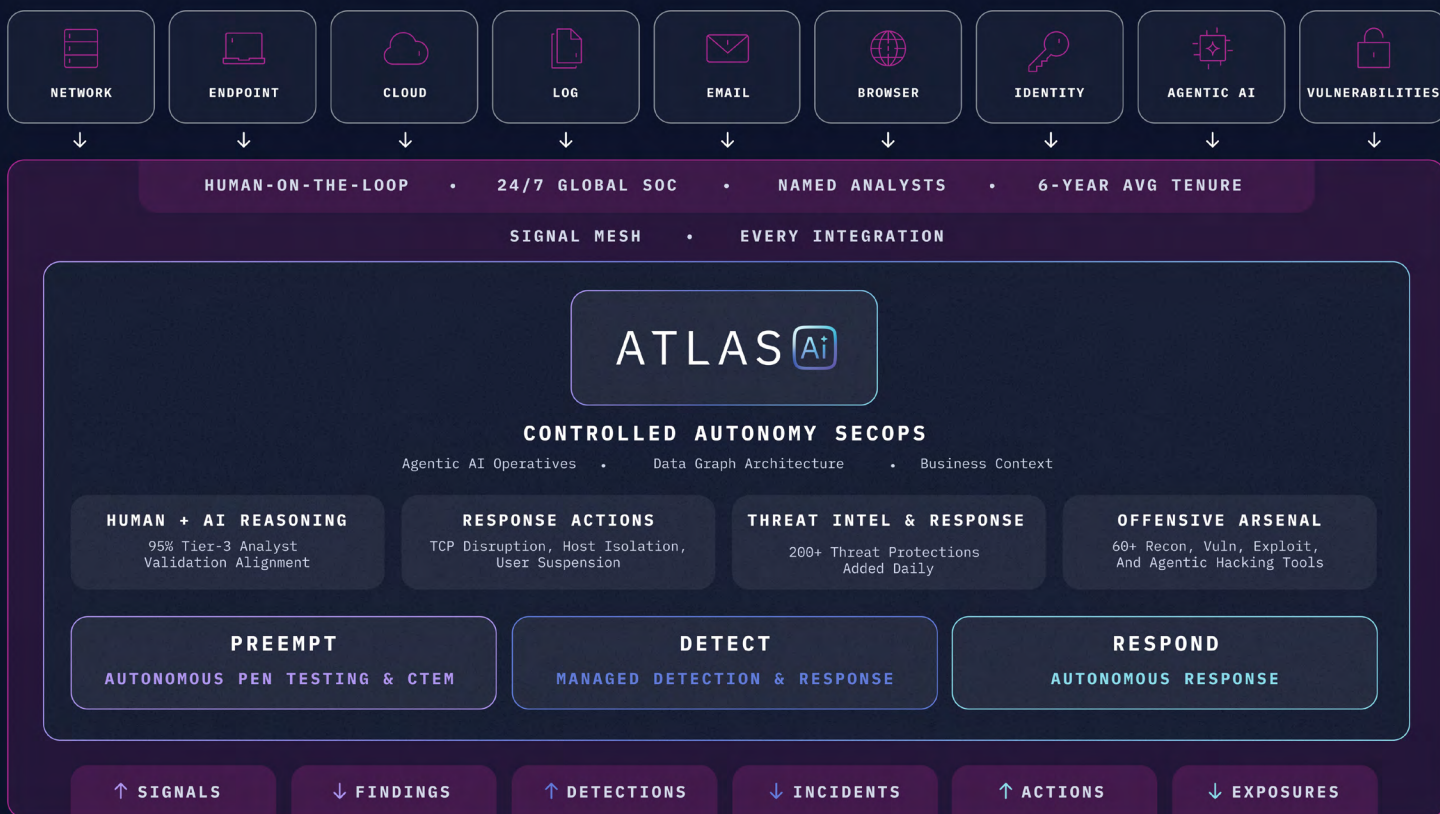 NETWORK
ENDPOINT
CLOUD
LOG
EMAIL
BROWSER
IDENTITY
AGENTIC AI
VULNERABILITIES
HUMAN-ON-THE-LOOP • 24/7 GLOBAL SOC • NAMED ANALYSTS • 6-YEAR AVG TENURE
SIGNAL MESH • EVERY INTEGRATION
ATLAS Ai
CONTROLLED AUTONOMY SECOPS
Agentic AI Operatives • Data Graph Architecture • Business Context
HUMAN + AI REASONING
95% Tier-3 Analyst
Validation Alignment
RESPONSE ACTIONS
TCP Disruption, Host Isolation,
User Suspension
THREAT INTEL & RESPONSE
200+ Threat Protections
Added Daily
OFFENSIVE ARSENAL
60+ Recon, Vuln, Exploit,
And Agentic Hacking Tools
PREEMPT
AUTONOMOUS PEN TESTING & CTEM
DETECT
MANAGED DETECTION & RESPONSE
RESPOND
AUTONOMOUS RESPONSE
↑ SIGNALS
↓ FINDINGS
↑ DETECTIONS
↓ INCIDENTS
↑ ACTIONS
↓ EXPOSURES